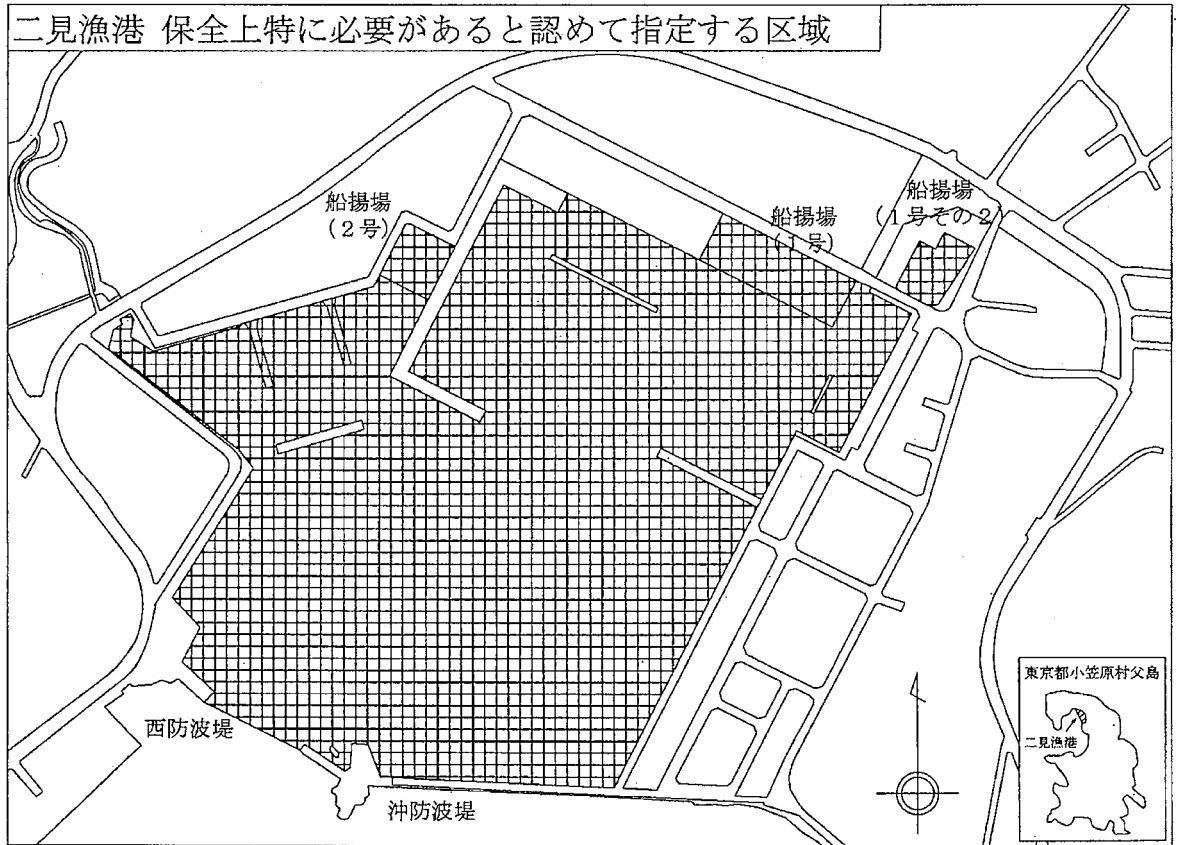 二見漁港 保全上特に必要があると認めて指定する区域
船揚場
(2号)
船揚場
(1号)
船揚場
(1号その2)
西防波堤
沖防波堤
東京都小笠原村父島
二見漁港